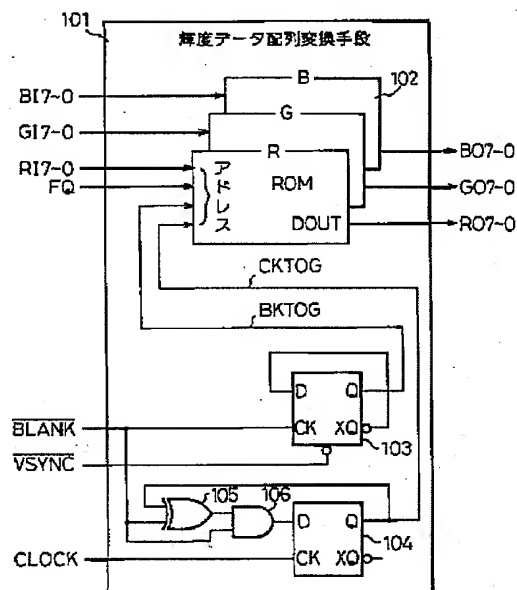 101
輝度データ配列変換手段
B
102
BI7~0
G
GI7~0
R
BO7~0
RI7~0
FQ
アドレス
ROM
GO7~0
DOUT
RO7~0
CKTOG
BKTOG
D
Q
BLANK
CK
XQ
103
VSYNC
105
106
D
Q
104
CLOCK
CK
XQ